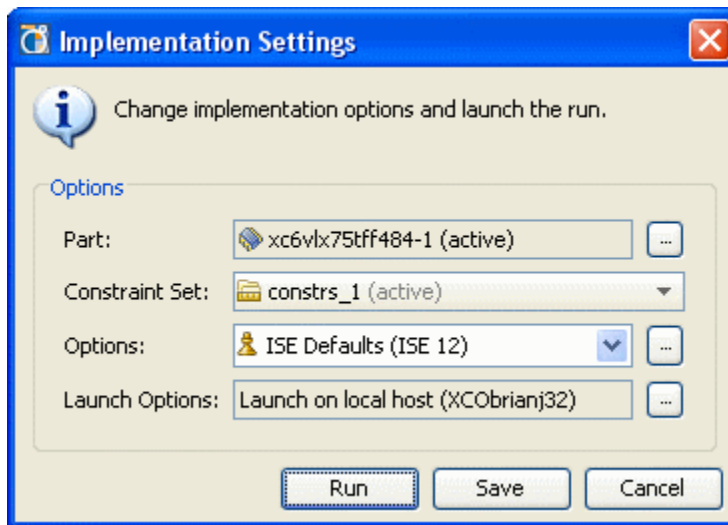 Implementation Settings
Change implementation options and launch the run.
Options
Part: xc6vlx75tff484-1 (active) ...
Constraint Set: constrs_1 (active)
Options: ISE Defaults (ISE 12) ...
Launch Options: Launch on local host (XCObrianj32) ...
Run Save Cancel